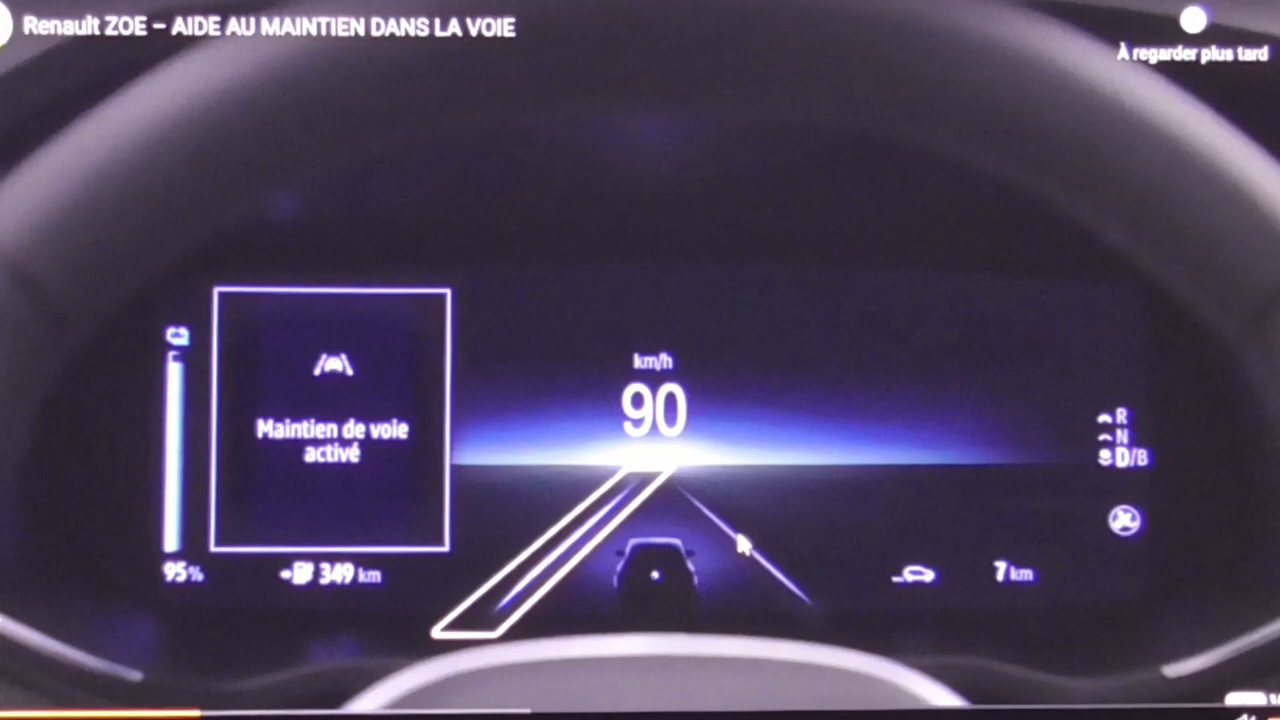 Renault ZOE – AIDE AU MAINTIEN DANS LA VOIE
À regarder plus tard
km/h
90
Maintien de voie
activé
R
N
D/B
95%
349 km
7 km